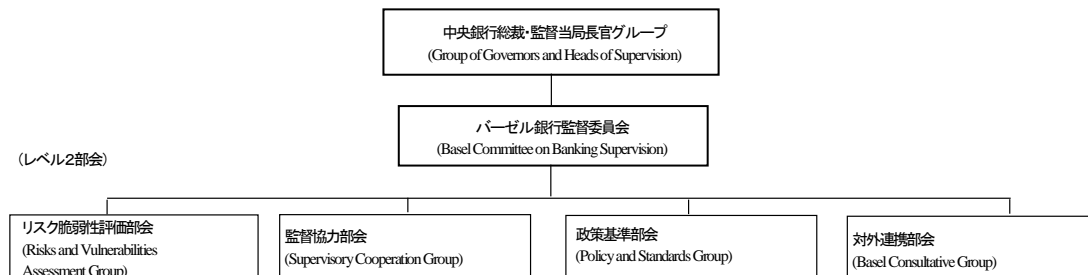 中央銀行総裁・監督当局長官グループ
(Group of Governors and Heads of Supervision)
バーゼル銀行監督委員会
(Basel Committee on Banking Supervision)
(レベル2部会)
リスク脆弱性評価部会
(Risks and Vulnerabilities
Assessment Group)
監督協力部会
(Supervisory Cooperation Group)
政策基準部会
(Policy and Standards Group)
対外連携部会
(Basel Consultative Group)